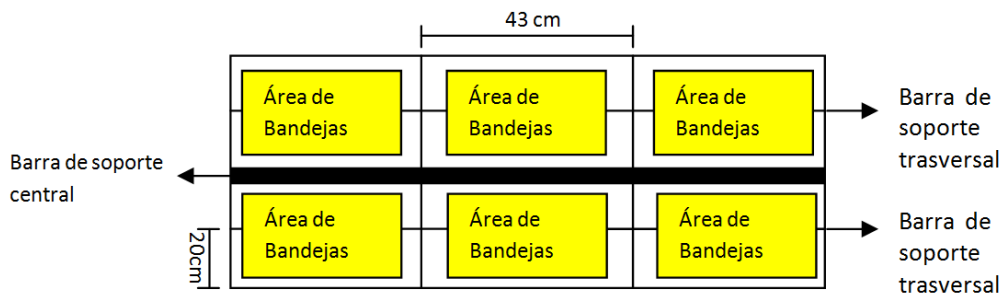 43 cm
Área de
Bandejas
Área de
Bandejas
Área de
Bandejas
Barra de
soporte
trasversal
Barra de soporte
central
Área de
Bandejas
Área de
Bandejas
Área de
Bandejas
Barra de
soporte
trasversal
20cm